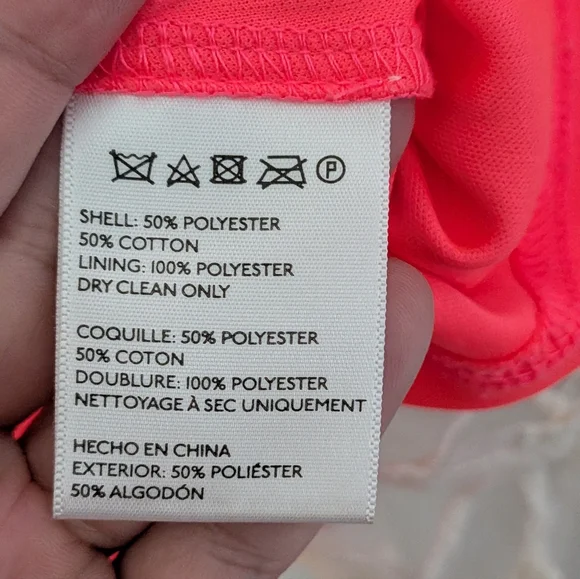 P
SHELL: 50% POLYESTER
50% COTTON
LINING: 100% POLYESTER
DRY CLEAN ONLY
COQUILLE: 50% POLYESTER
50% COTON
DOUBLURE: 100% POLYESTER
NETTOYAGE À SEC UNIQUEMENT
HECHO EN CHINA
EXTERIOR: 50% POLIÉSTER
50% ALGODÓN